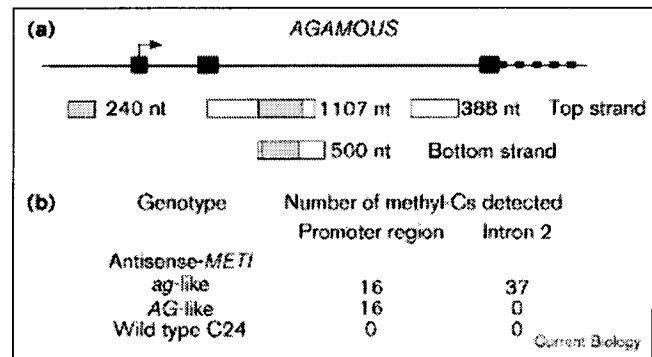 (a) AGAMOUS
240 nt 1107 nt 388 nt Top strand
500 nt Bottom strand
(b) Genotype Number of methyl-Cs detected
Promoter region Intron 2
Antisense-METI
ag-like 16 37
AG-like 16 0
Wild type C24 0 0
Current Biology